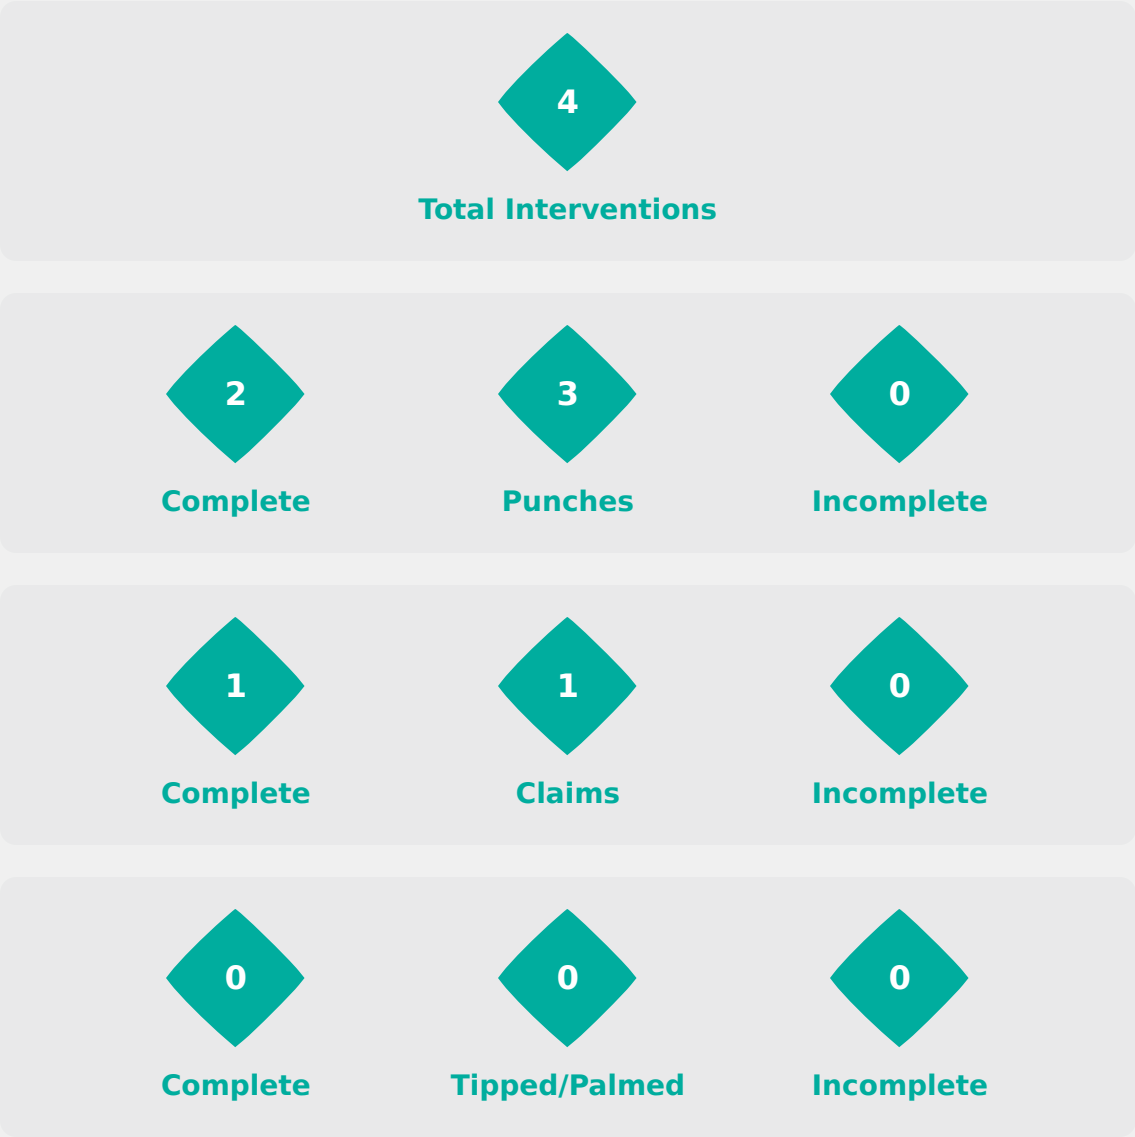 4
Total Interventions
2 3 0
Complete Punches Incomplete
1 1 0
Complete Claims Incomplete
0 0 0
Complete Tipped/Palmed Incomplete